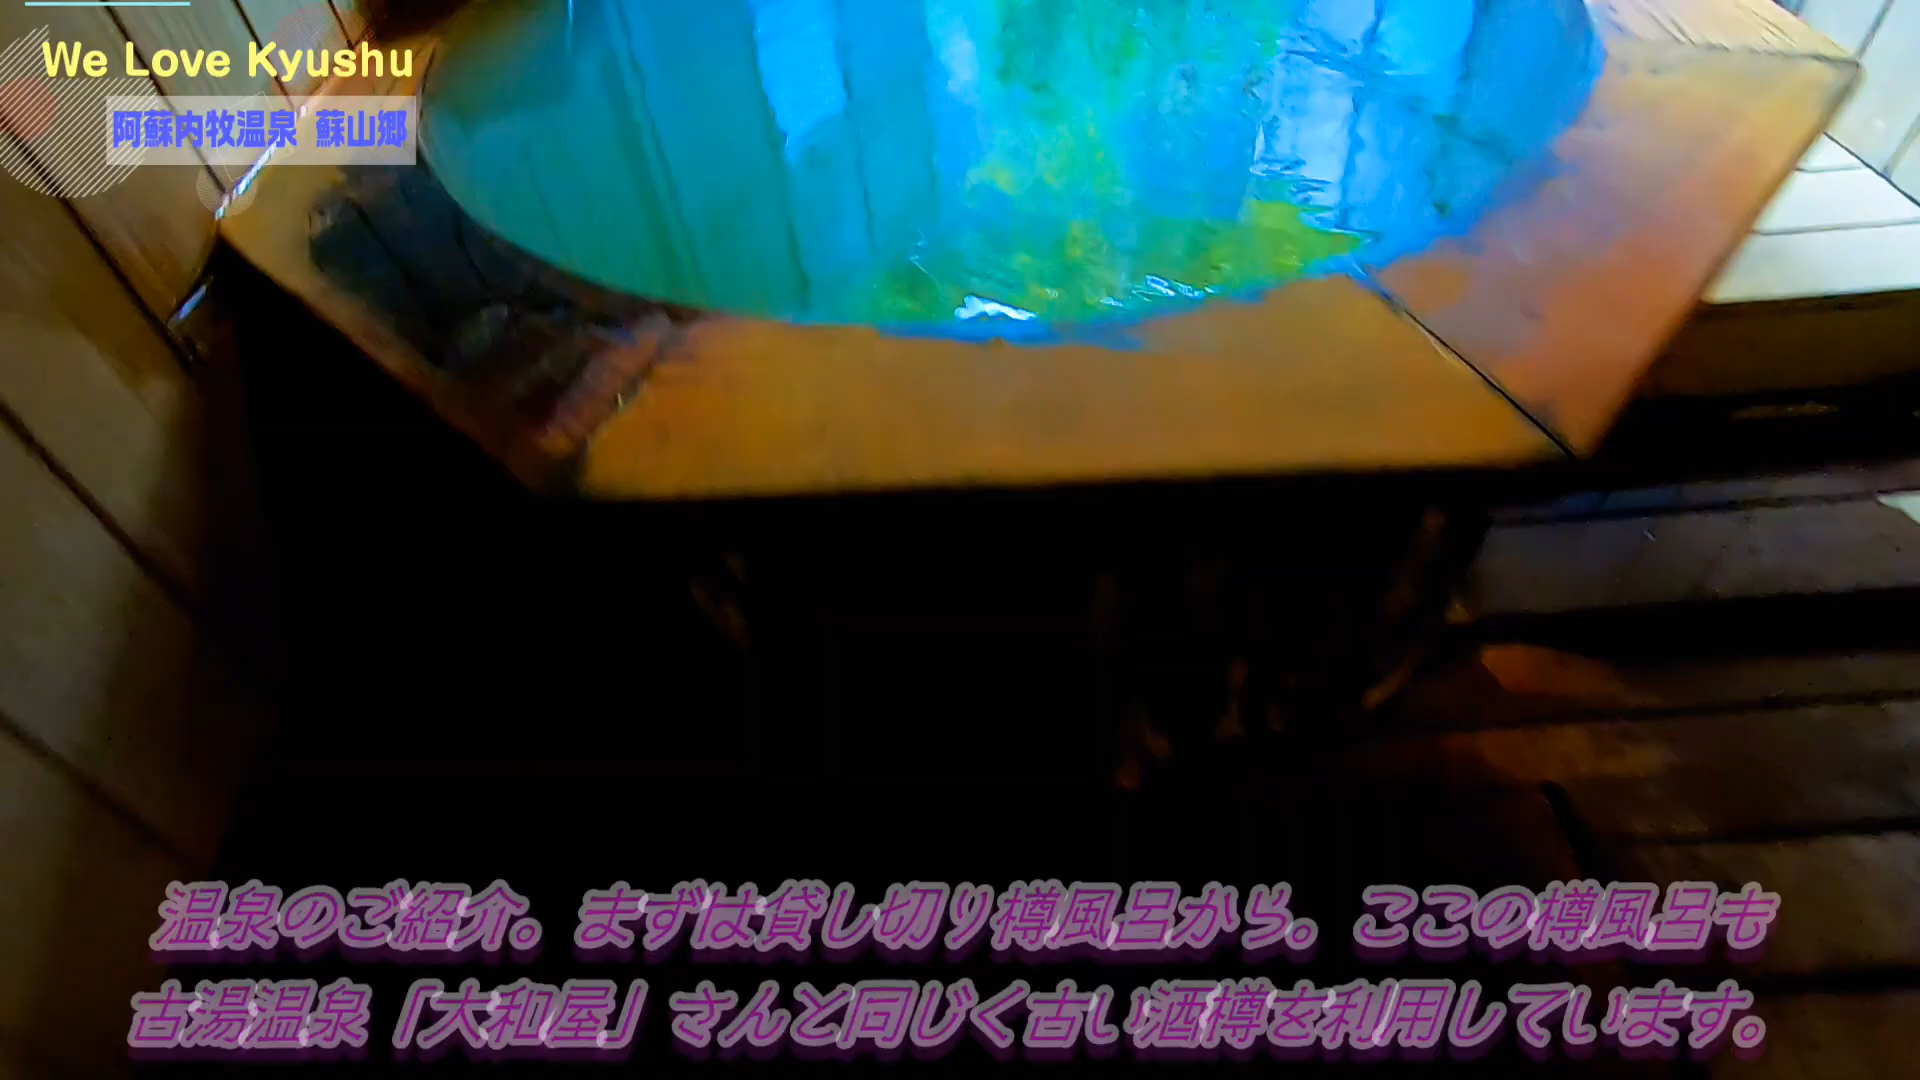 We Love Kyushu
阿蘇内牧温泉 蘇山郷
温泉のご紹介。まずは貸し切り樽風呂から。ここの樽風呂も
古湯温泉「大和屋」さんと同じく古い酒樽を利用しています。